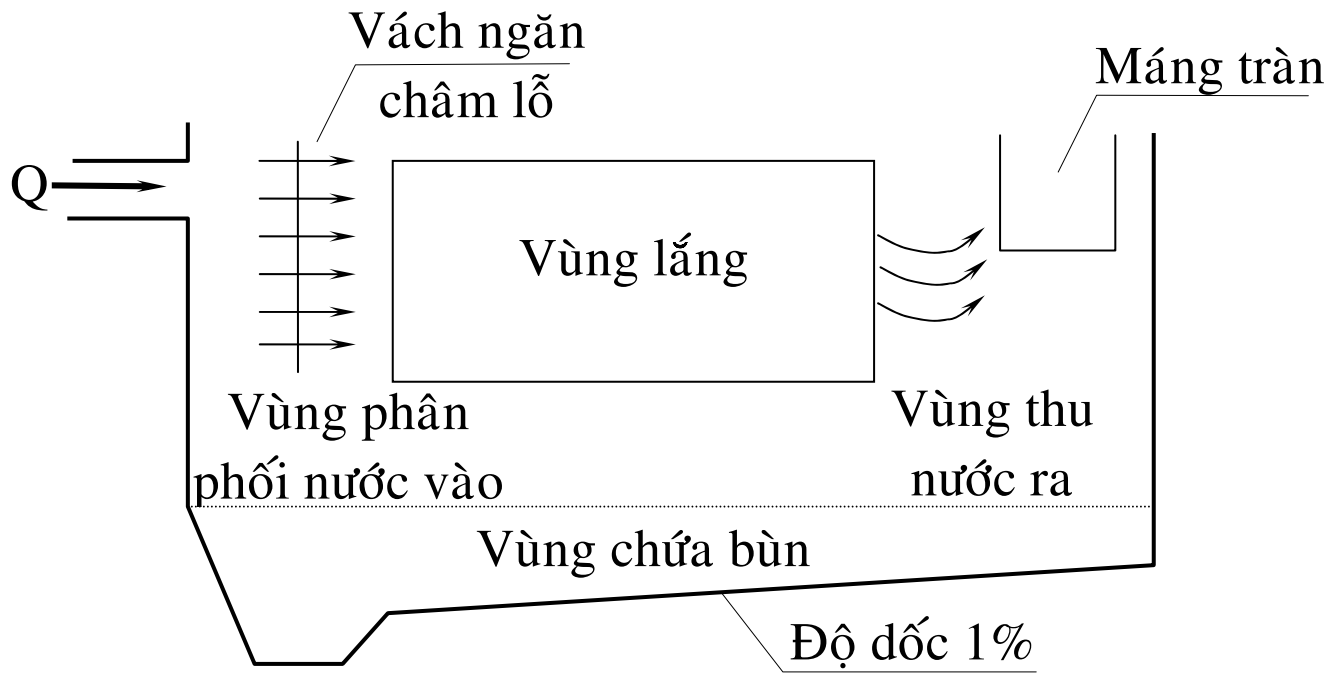 Vách ngăn
châm lỗ
Máng tràn
Q
Vùng lắng
Vùng phân
phối nước vào
Vùng thu
nước ra
Vùng chứa bùn
Độ dốc 1%